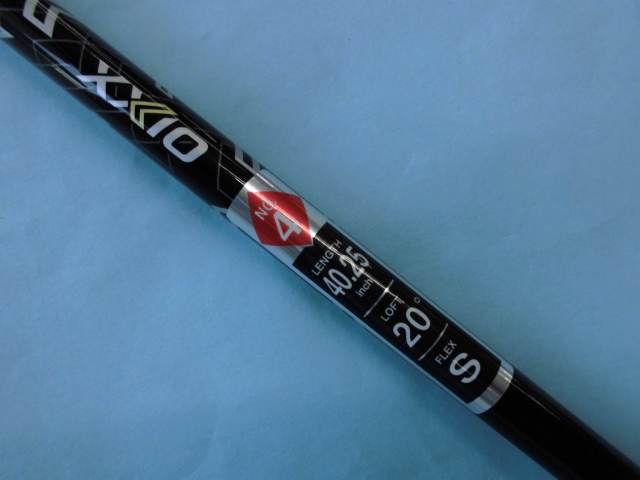 XXIO
NO.
4
LENGTH
40.25
inch
LOFT
20°
FLEX
S